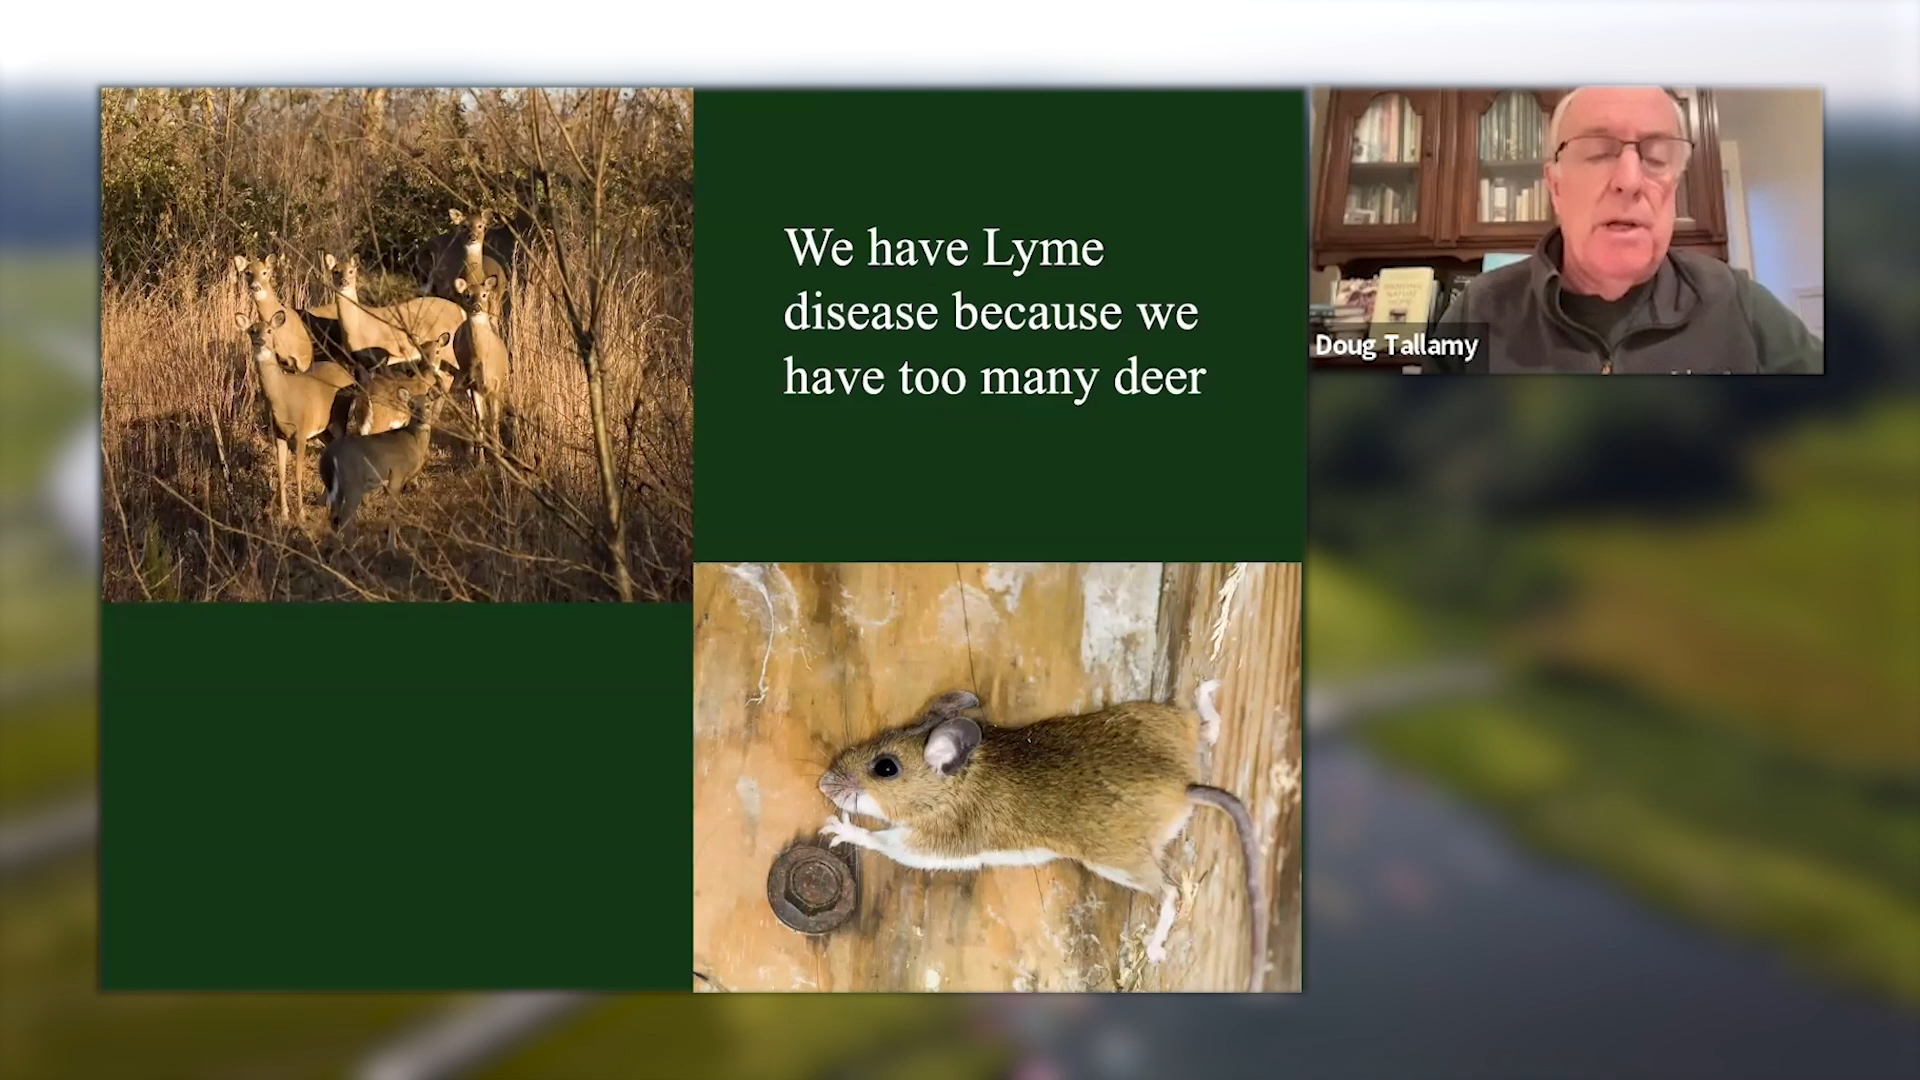 We have Lyme
disease because we
have too many deer
Doug Tallamy